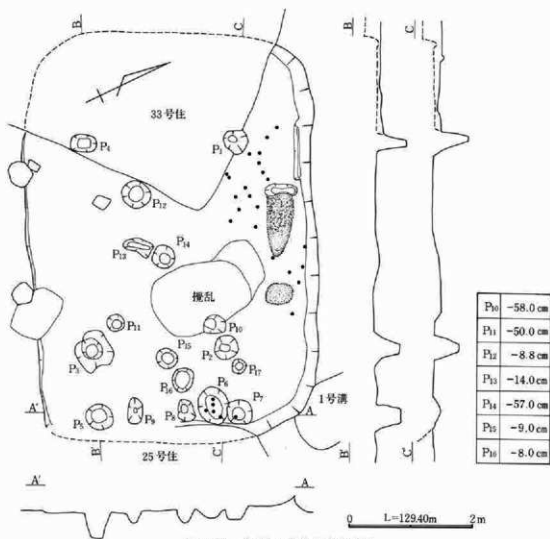 B
C
B
C
33号住
P₄
P₁
P₁₂
P₁₃
P₁₄
攪乱
P₁₁
P₁₀
P₃
P₁₅
P₂
P₁₇
P₁₆
P₆
P₇
P₅
P₉
P₈
A'
A
1号溝
B'
C'
25号住
B'
C'
A'
A
0 L=129.40m 2m
P₁₀ -58.0cm
P₁₁ -50.0cm
P₁₂ -8.8cm
P₁₃ -14.0cm
P₁₄ -57.0cm
P₁₅ -9.0cm
P₁₆ -8.0cm